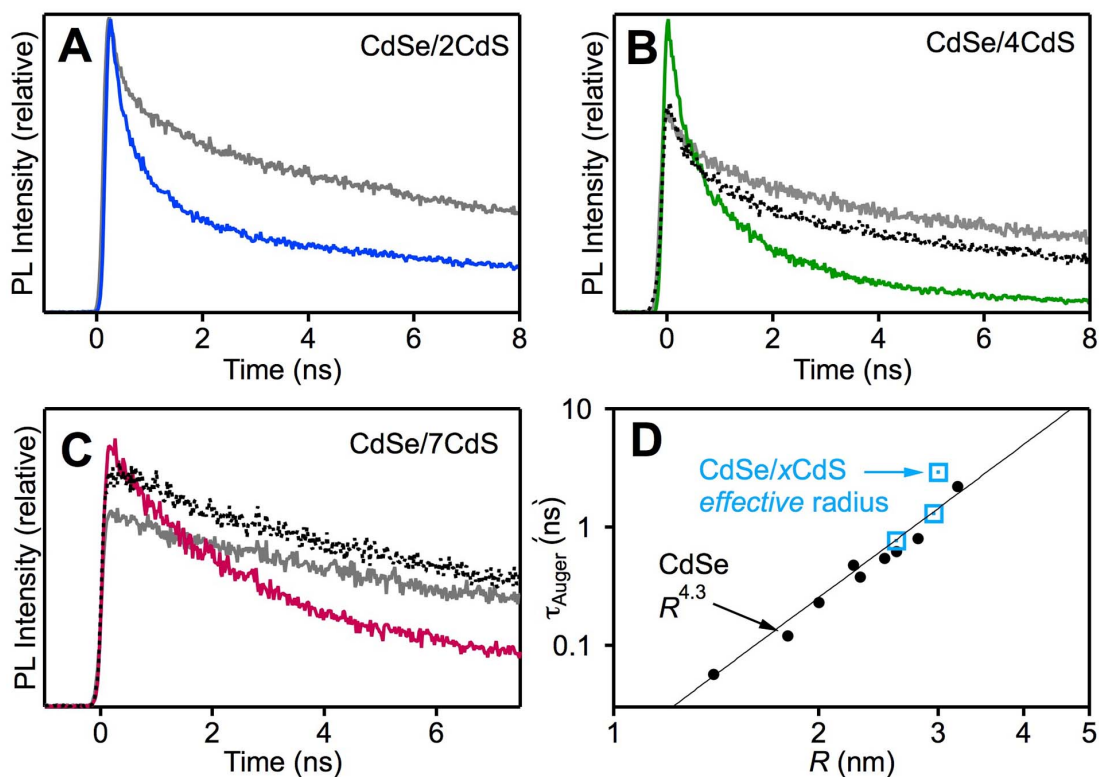 A
CdSe/2CdS
PL Intensity (relative)
0 2 4 6 8
Time (ns)
B
CdSe/4CdS
PL Intensity (relative)
0 2 4 6 8
Time (ns)
C
CdSe/7CdS
PL Intensity (relative)
0 2 4 6
Time (ns)
D
CdSe/xCdS
effective radius
CdSe
R^4.3
τAuger (ns)
10
1
0.1
1 2 3 4 5
R (nm)